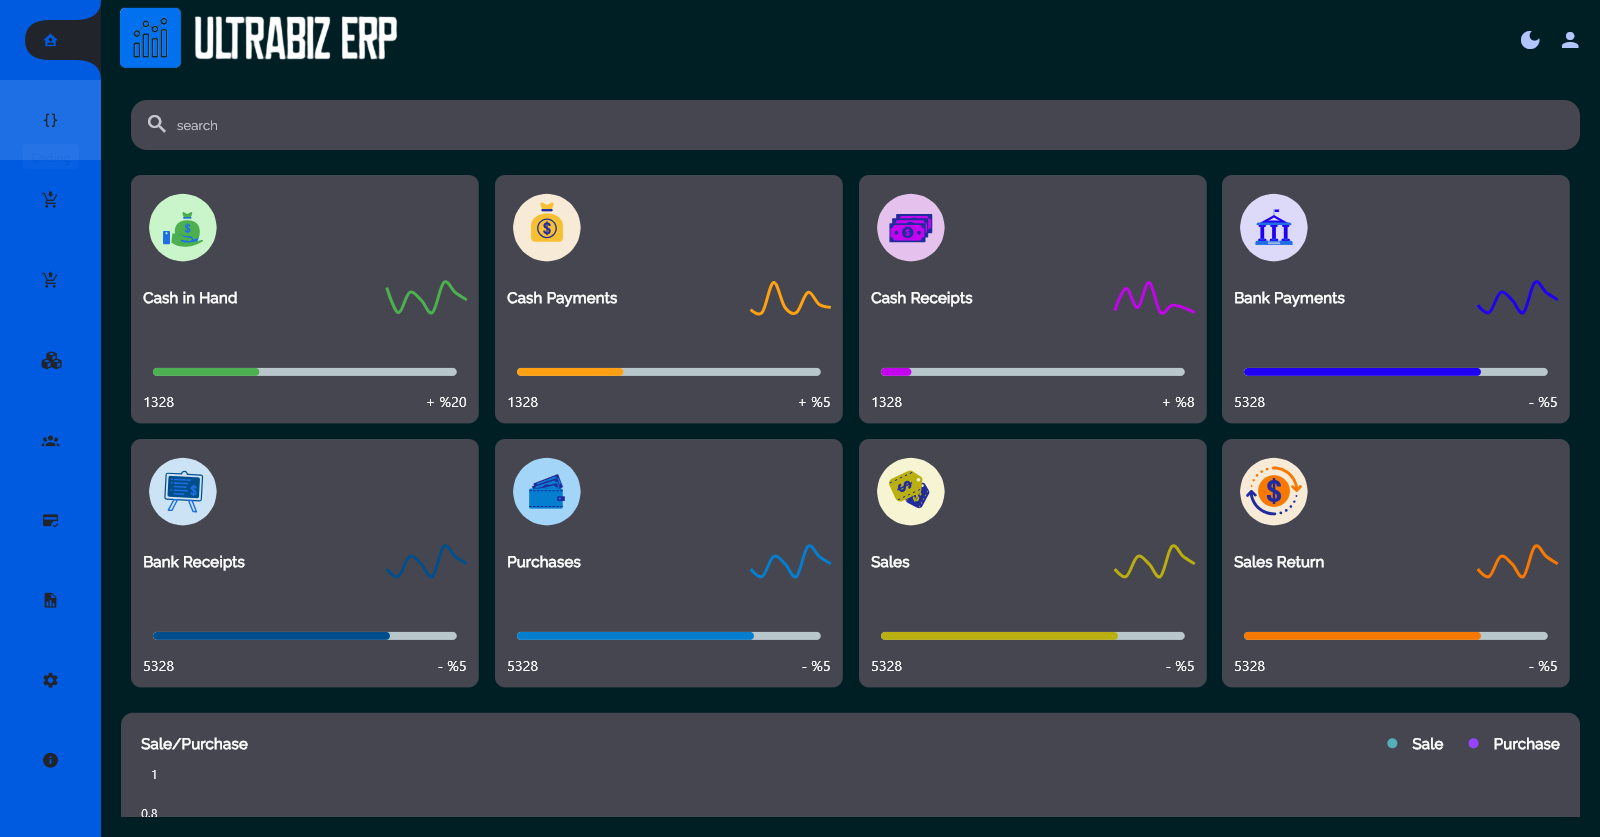 ULTRABIZ ERP
search
Cash in Hand
1328 + %20
Cash Payments
1328 + %5
Cash Receipts
1328 + %8
Bank Payments
5328 - %5
Bank Receipts
5328 - %5
Purchases
5328 - %5
Sales
5328 - %5
Sales Return
5328 - %5
Sale/Purchase
Sale Purchase
1
0.8